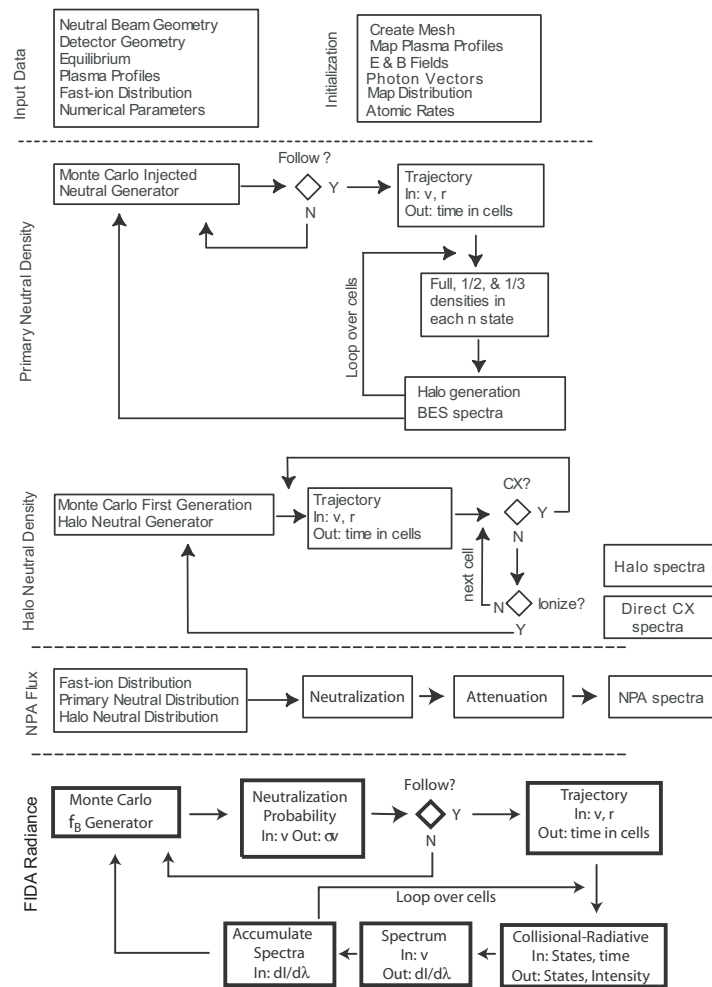 Input Data
Neutral Beam Geometry
Detector Geometry
Equilibrium
Plasma Profiles
Fast-ion Distribution
Numerical Parameters
Initialization
Create Mesh
Map Plasma Profiles
E & B Fields
Photon Vectors
Map Distribution
Atomic Rates
Primary Neutral Density
Monte Carlo Injected
Neutral Generator
Follow ?
Y
N
Trajectory
In: v, r
Out: time in cells
Loop over cells
Full, 1/2, & 1/3
densities in
each n state
Halo generation
BES spectra
Halo Neutral Density
Monte Carlo First Generation
Halo Neutral Generator
Trajectory
In: v, r
Out: time in cells
CX?
Y
N
next cell
N
Ionize?
Y
Halo spectra
Direct CX
spectra
NPA Flux
Fast-ion Distribution
Primary Neutral Distribution
Halo Neutral Distribution
Neutralization
Attenuation
NPA spectra
FIDA Radiance
Monte Carlo
fB Generator
Neutralization
Probability
In: v Out: σv
Follow?
Y
N
Trajectory
In: v, r
Out: time in cells
Loop over cells
Accumulate
Spectra
In: dI/dλ
Spectrum
In: v
Out: dI/dλ
Collisional-Radiative
In: States, time
Out: States, Intensity